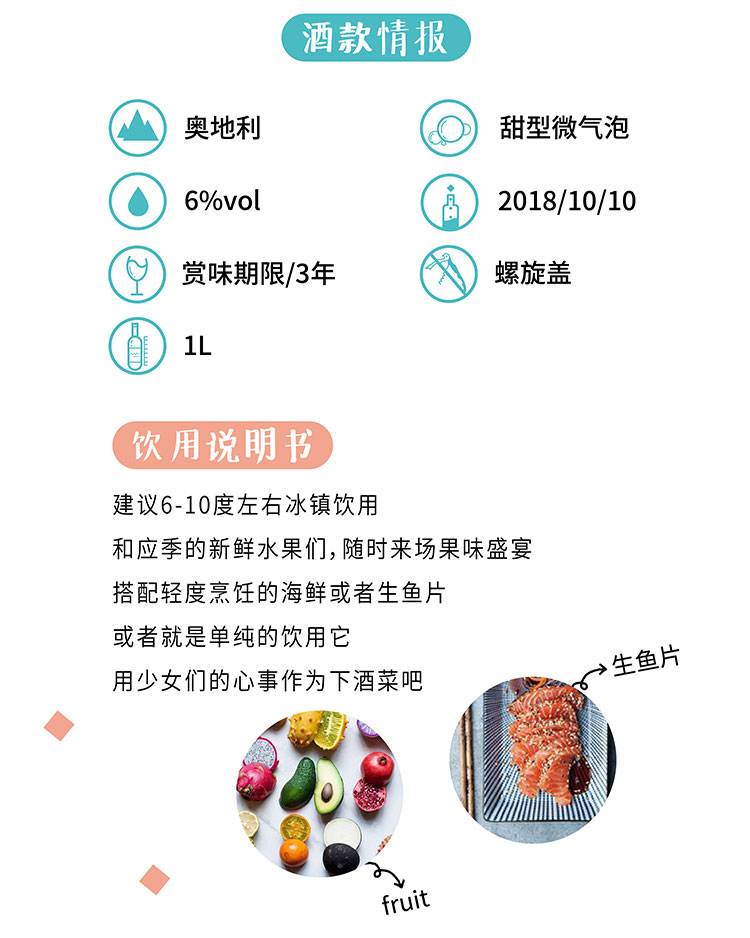 酒款情报
奥地利
甜型微气泡
6%vol
2018/10/10
赏味期限/3年
螺旋盖
1L
饮用说明书
建议6-10度左右冰镇饮用
和应季的新鲜水果们，随时来场果味盛宴
搭配轻度烹饪的海鲜或者生鱼片
或者就是单纯的饮用它
用少女们的心事作为下酒菜吧
生鱼片
fruit